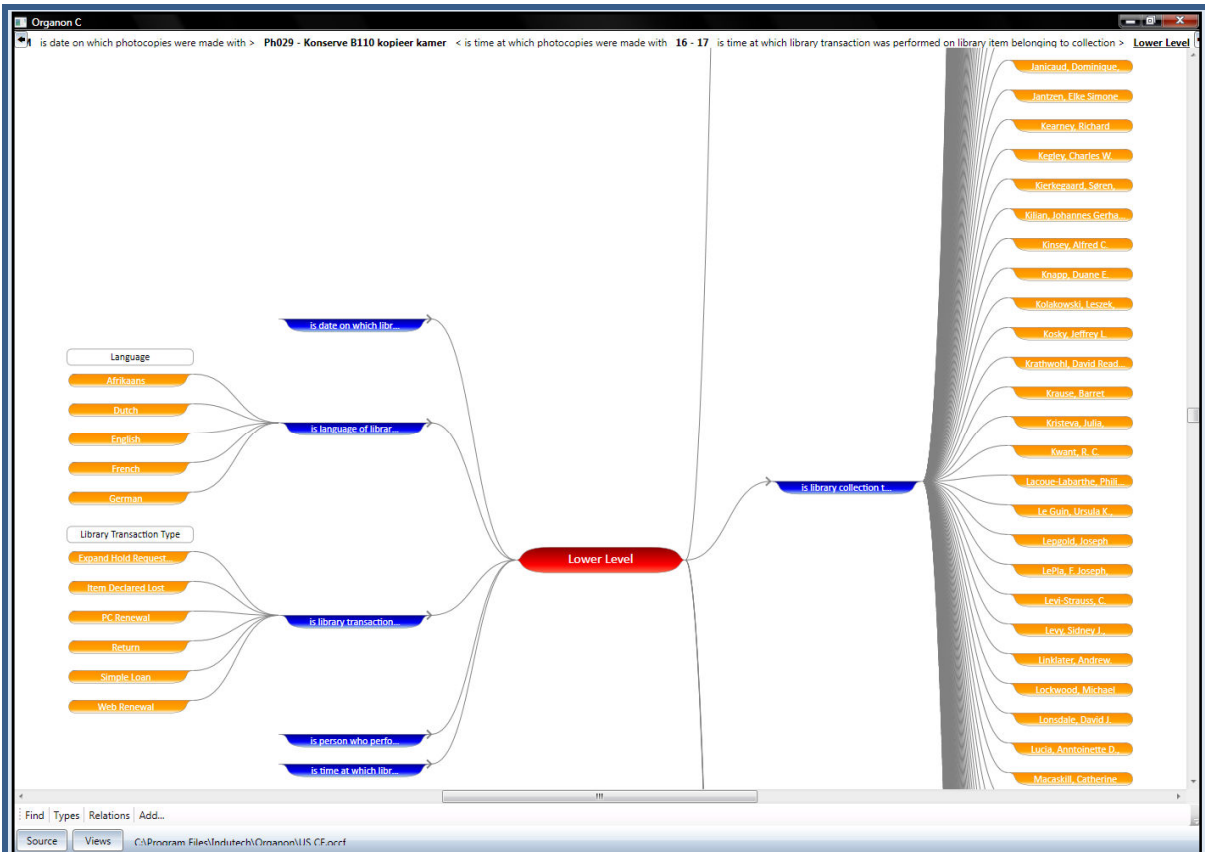 Organon C
is date on which photocopies were made with > Ph029 - Konserve B110 kopieer kamer < is time at which photocopies were made with 16 - 17 is time at which library transaction was performed on library item belonging to collection > Lower Level
is date on which libr...
Language
Afrikaans
Dutch
English
French
German
is language of librar...
Library Transaction Type
Expand Hold Request...
Item Declared Lost
PC Renewal
Return
Simple Loan
Web Renewal
is library transaction...
is person who perfo...
is time at which libr...
Lower Level
is library collection t...
Janicaud, Dominique,
Jantzen, Elke Simone
Kearney, Richard
Kegley, Charles W.
Kierkegaard, Søren,
Kilian, Johannes Gerha...
Kinsey, Alfred C.
Knapp, Duane E.
Kolakowski, Leszek,
Kosky, Jeffrey L.
Krathwohl, David Read...
Krause, Barret
Kristeva, Julia,
Kwant, R. C.
Lacoue-Labarthe, Phili...
Le Guin, Ursula K.,
Lepgold, Joseph
LePla, F. Joseph,
Levi-Strauss, C.
Levy, Sidney J.,
Linklater, Andrew.
Lockwood, Michael
Lonsdale, David J.
Lucia, Anntoinette D.,
Macaskill, Catherine
Find Types Relations Add...
Source Views C:\Program Files\Indutech\Organon\US CF.occf